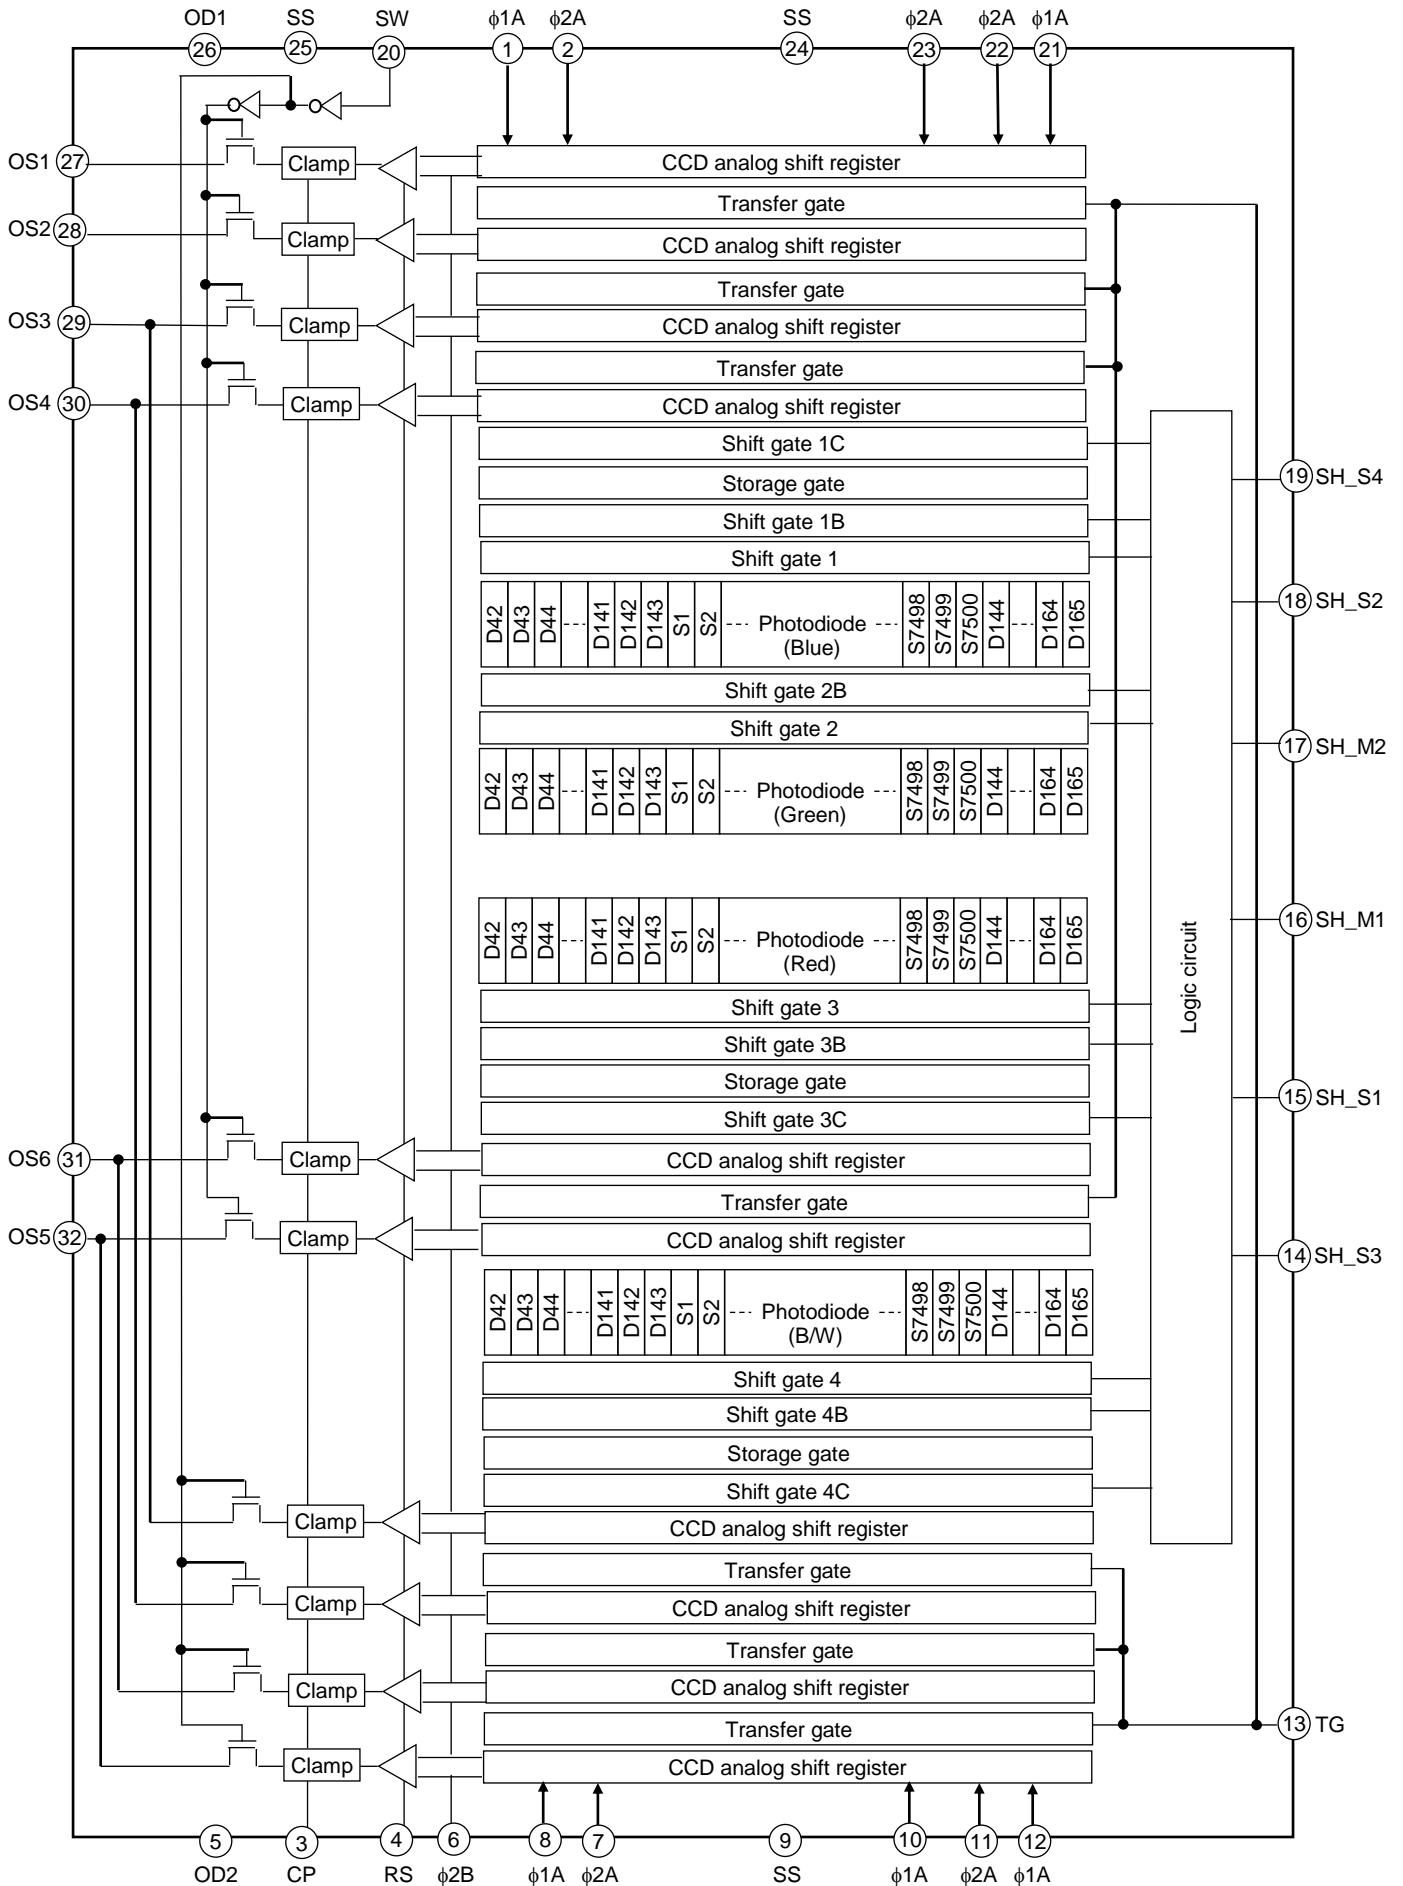 OD1 SS SW ϕ1A ϕ2A SS ϕ2A ϕ2A ϕ1A
26 25 20 1 2 24 23 22 21
OS1 27 Clamp CCD analog shift register
Transfer gate
OS2 28 Clamp CCD analog shift register
Transfer gate
OS3 29 Clamp CCD analog shift register
Transfer gate
OS4 30 Clamp CCD analog shift register
Shift gate 1C
Storage gate 19 SH_S4
Shift gate 1B
Shift gate 1
D42 D43 D44 ---- D141 D142 D143 S1 S2 ---- Photodiode (Blue) ---- S7498 S7499 S7500 D144 ---- D164 D165 18 SH_S2
Shift gate 2B
Shift gate 2 17 SH_M2
D42 D43 D44 ---- D141 D142 D143 S1 S2 ---- Photodiode (Green) ---- S7498 S7499 S7500 D144 ---- D164 D165
D42 D43 D44 ---- D141 D142 D143 S1 S2 ---- Photodiode (Red) ---- S7498 S7499 S7500 D144 ---- D164 D165 16 SH_M1
Logic circuit
Shift gate 3
Shift gate 3B
Storage gate 15 SH_S1
Shift gate 3C
OS6 31 Clamp CCD analog shift register
Transfer gate
OS5 32 Clamp CCD analog shift register 14 SH_S3
D42 D43 D44 ---- D141 D142 D143 S1 S2 ---- Photodiode (B/W) ---- S7498 S7499 S7500 D144 ---- D164 D165
Shift gate 4
Shift gate 4B
Storage gate
Shift gate 4C
Clamp CCD analog shift register
Transfer gate
Clamp CCD analog shift register
Transfer gate
Clamp CCD analog shift register
Transfer gate 13 TG
Clamp CCD analog shift register
5 3 4 6 8 7 9 10 11 12
OD2 CP RS ϕ2B ϕ1A ϕ2A SS ϕ1A ϕ2A ϕ1A